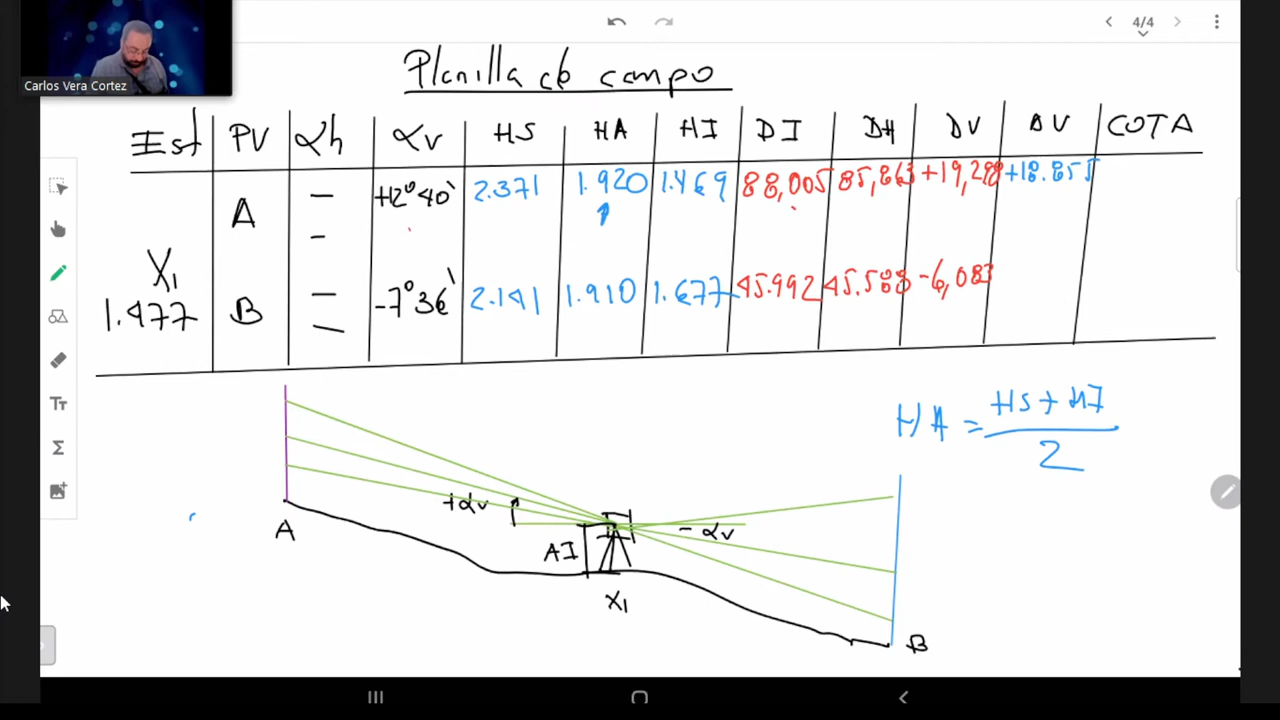 4/4
Carlos Vera Cortez
Planilla de campo
Est PV αh αv HS HA HI DI DH DV ΔV COTA
A — +12°40' 2.371 1.920 1.469 88,005 85,863 +19,298 +18.855
—
X1
1.477 B — -7°36' 2.141 1.910 1.677 45.992 45.588 -6,083
—
HA = HS + HI
2
+αv
A
AI
- αv
X1
B
Tт
Σ